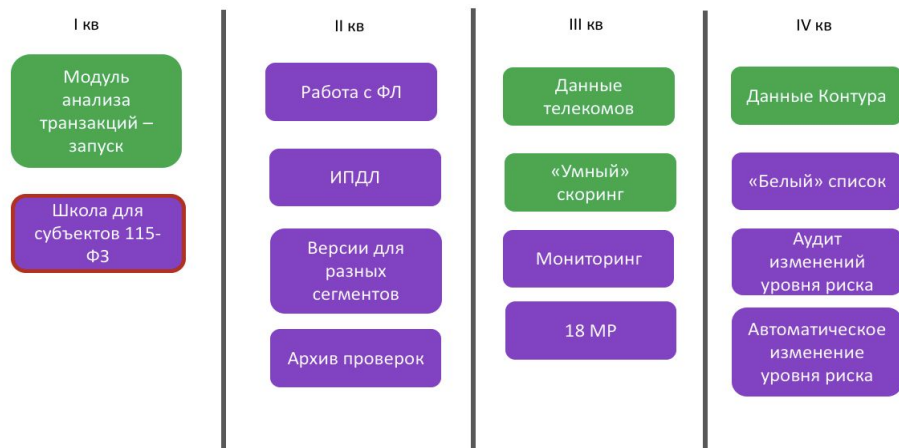 I кв
Модуль
анализа
транзакций –
запуск
Школа для
субъектов 115-
ФЗ
II кв
Работа с ФЛ
ИПДЛ
Версии для
разных
сегментов
Архив проверок
III кв
Данные
телекомов
«Умный»
скоринг
Мониторинг
18 МР
IV кв
Данные Контура
«Белый» список
Аудит
изменений
уровня риска
Автоматическое
изменение
уровня риска